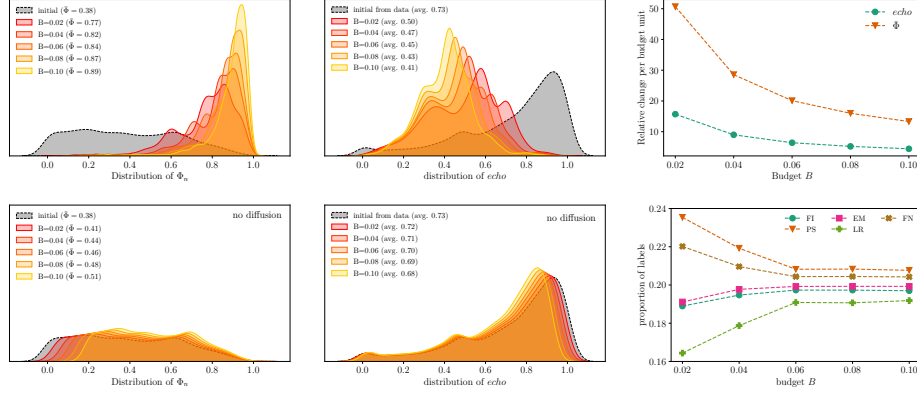 initial (Φ̄ = 0.38)
B=0.02 (Φ̄ = 0.77)
B=0.04 (Φ̄ = 0.82)
B=0.06 (Φ̄ = 0.84)
B=0.08 (Φ̄ = 0.87)
B=0.10 (Φ̄ = 0.89)
0.0 0.2 0.4 0.6 0.8 1.0
Distribution of Φₙ
initial from data (avg. 0.73)
B=0.02 (avg. 0.50)
B=0.04 (avg. 0.47)
B=0.06 (avg. 0.45)
B=0.08 (avg. 0.43)
B=0.10 (avg. 0.41)
0.0 0.2 0.4 0.6 0.8 1.0
Distribution of echo
Relative change per budget unit
50
40
30
20
10
echo
Φ̄
0.02 0.04 0.06 0.08 0.10
Budget B
initial (Φ̄ = 0.38)
no diffusion
B=0.02 (Φ̄ = 0.41)
B=0.04 (Φ̄ = 0.44)
B=0.06 (Φ̄ = 0.46)
B=0.08 (Φ̄ = 0.48)
B=0.10 (Φ̄ = 0.51)
0.0 0.2 0.4 0.6 0.8 1.0
Distribution of Φₙ
initial from data (avg. 0.73)
no diffusion
B=0.02 (avg. 0.72)
B=0.04 (avg. 0.71)
B=0.06 (avg. 0.70)
B=0.08 (avg. 0.69)
B=0.10 (avg. 0.68)
0.0 0.2 0.4 0.6 0.8 1.0
distribution of echo
proportion of labels
0.24
0.22
0.20
0.18
0.16
FI EM FN
PS LR
0.02 0.04 0.06 0.08 0.10
budget B